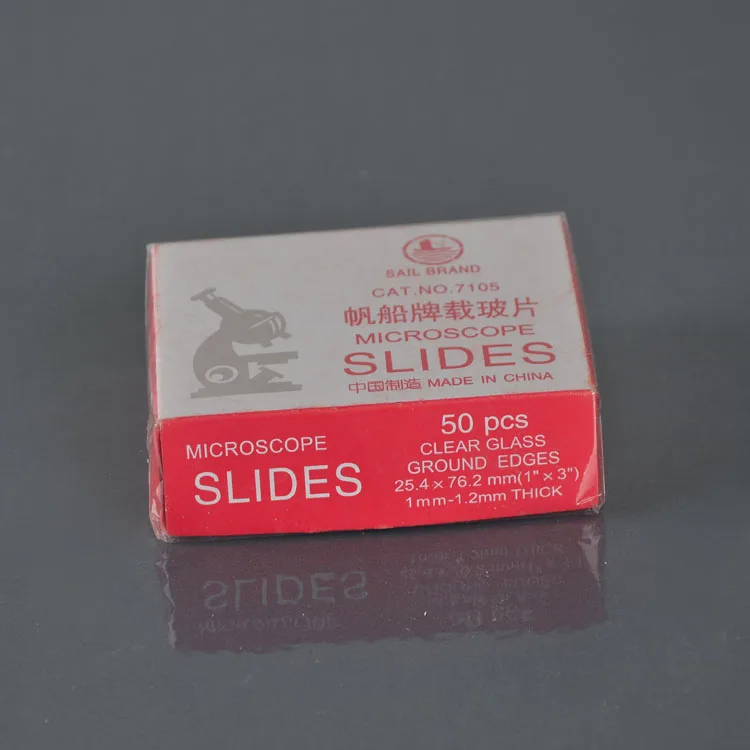 SAIL BRAND
CAT.NO.7105
帆船牌载玻片
MICROSCOPE
SLIDES
中国制造 MADE IN CHINA
MICROSCOPE
SLIDES
50 pcs
CLEAR GLASS
GROUND EDGES
25.4×76.2 mm(1"×3")
1mm-1.2mm THICK